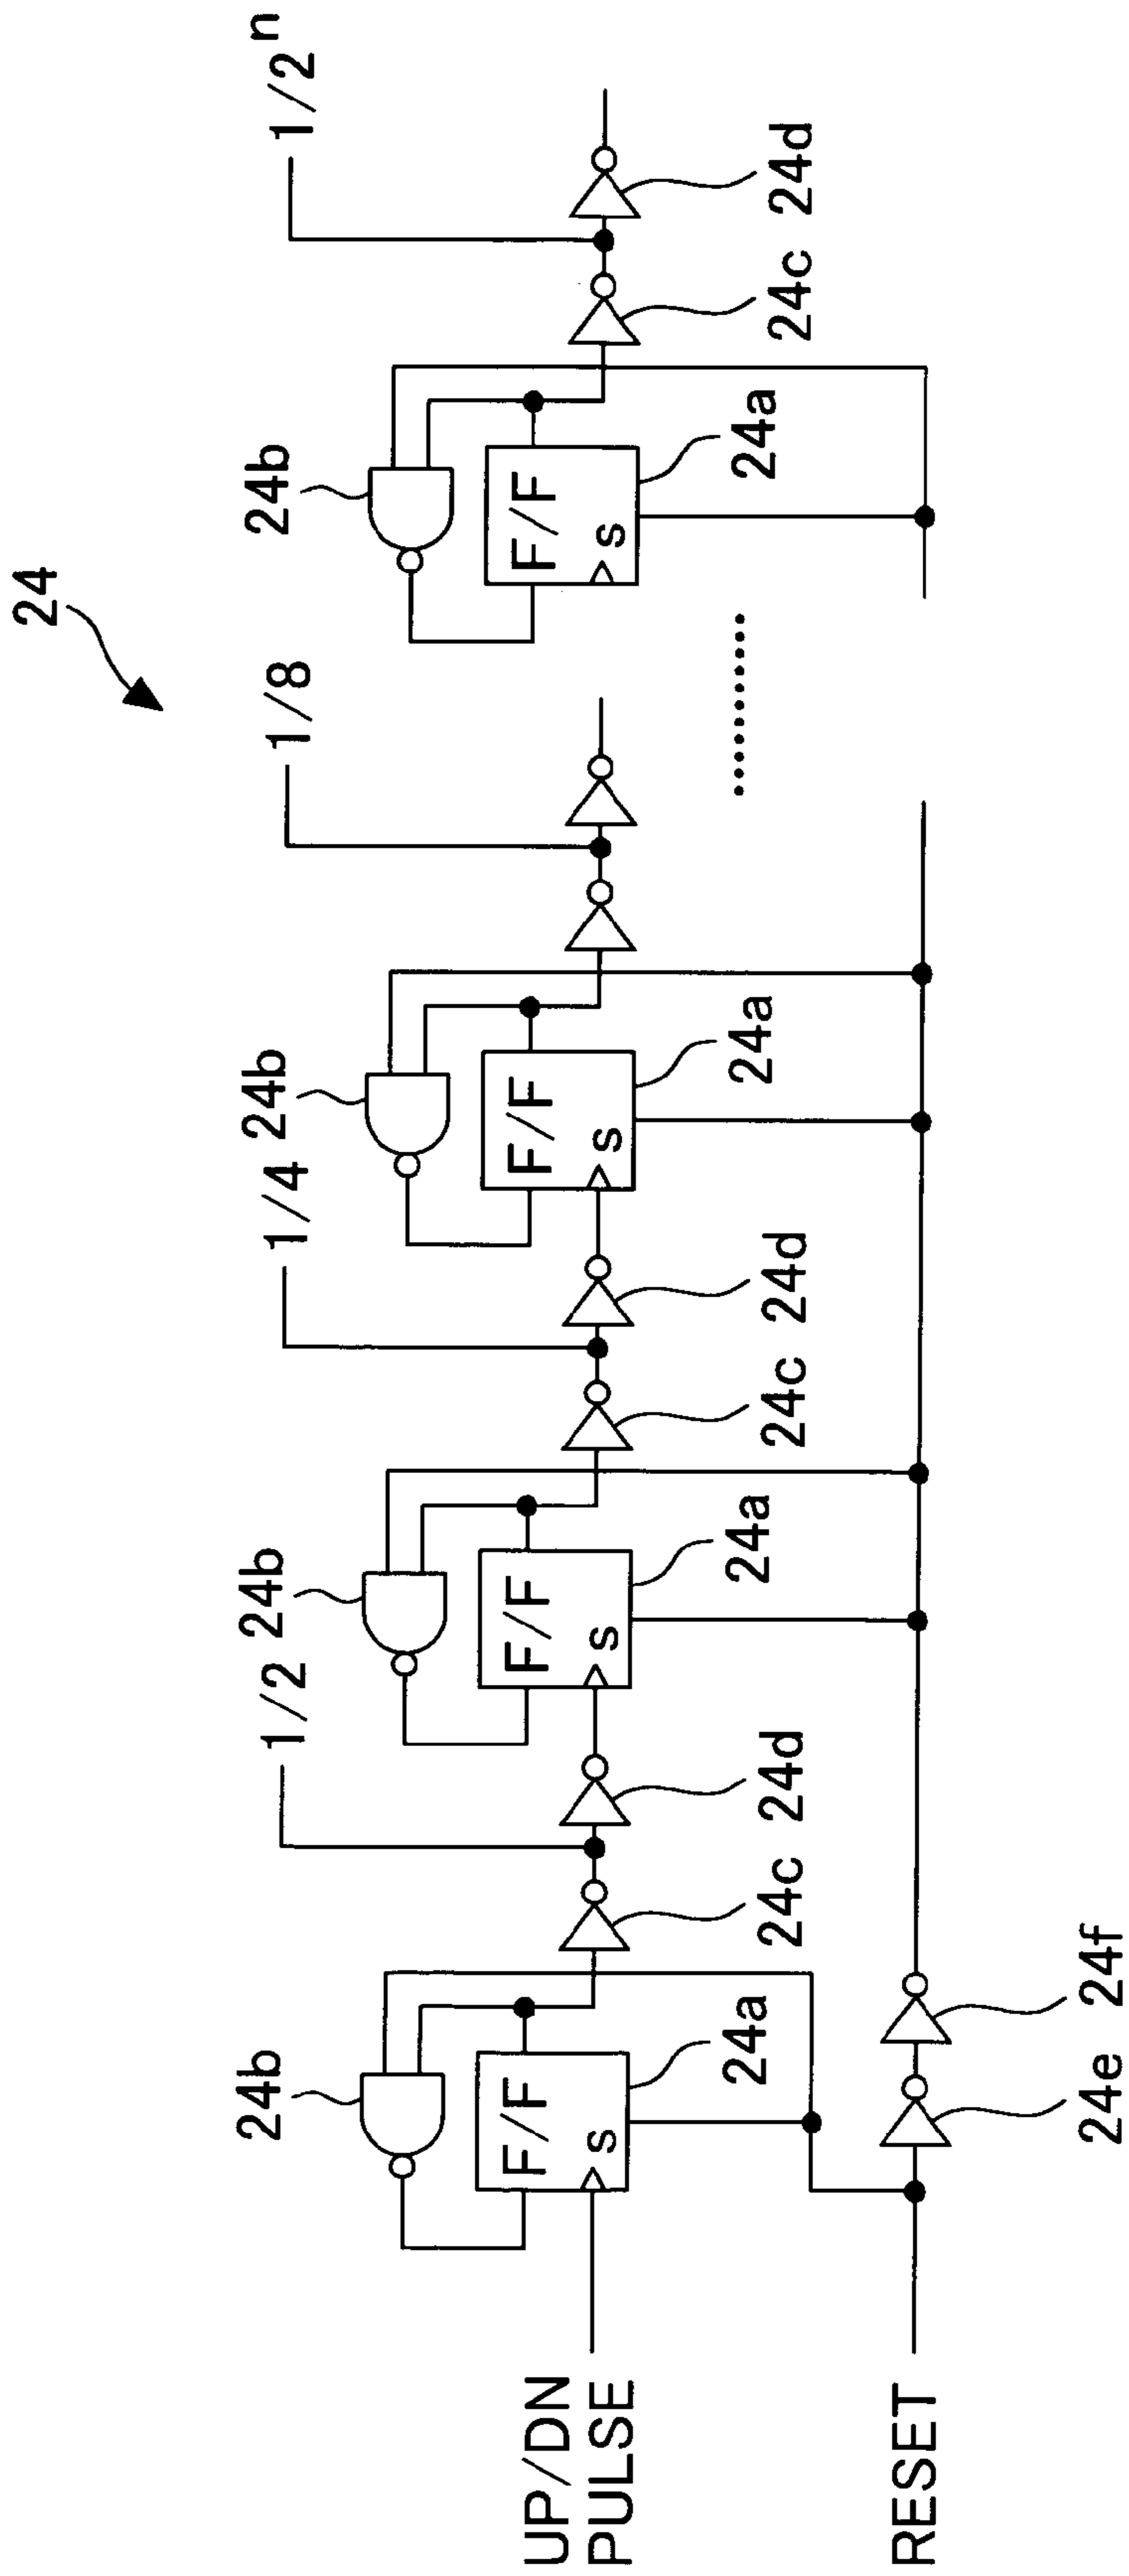 24
24b
1/2
24b
1/4
24b
1/8
24b
1/2ⁿ
UP/DN
PULSE
F/F
s
F/F
s
F/F
s
F/F
s
24a
24c
24d
24a
24c
24d
24a
24a
24c
24d
RESET
24e
24f